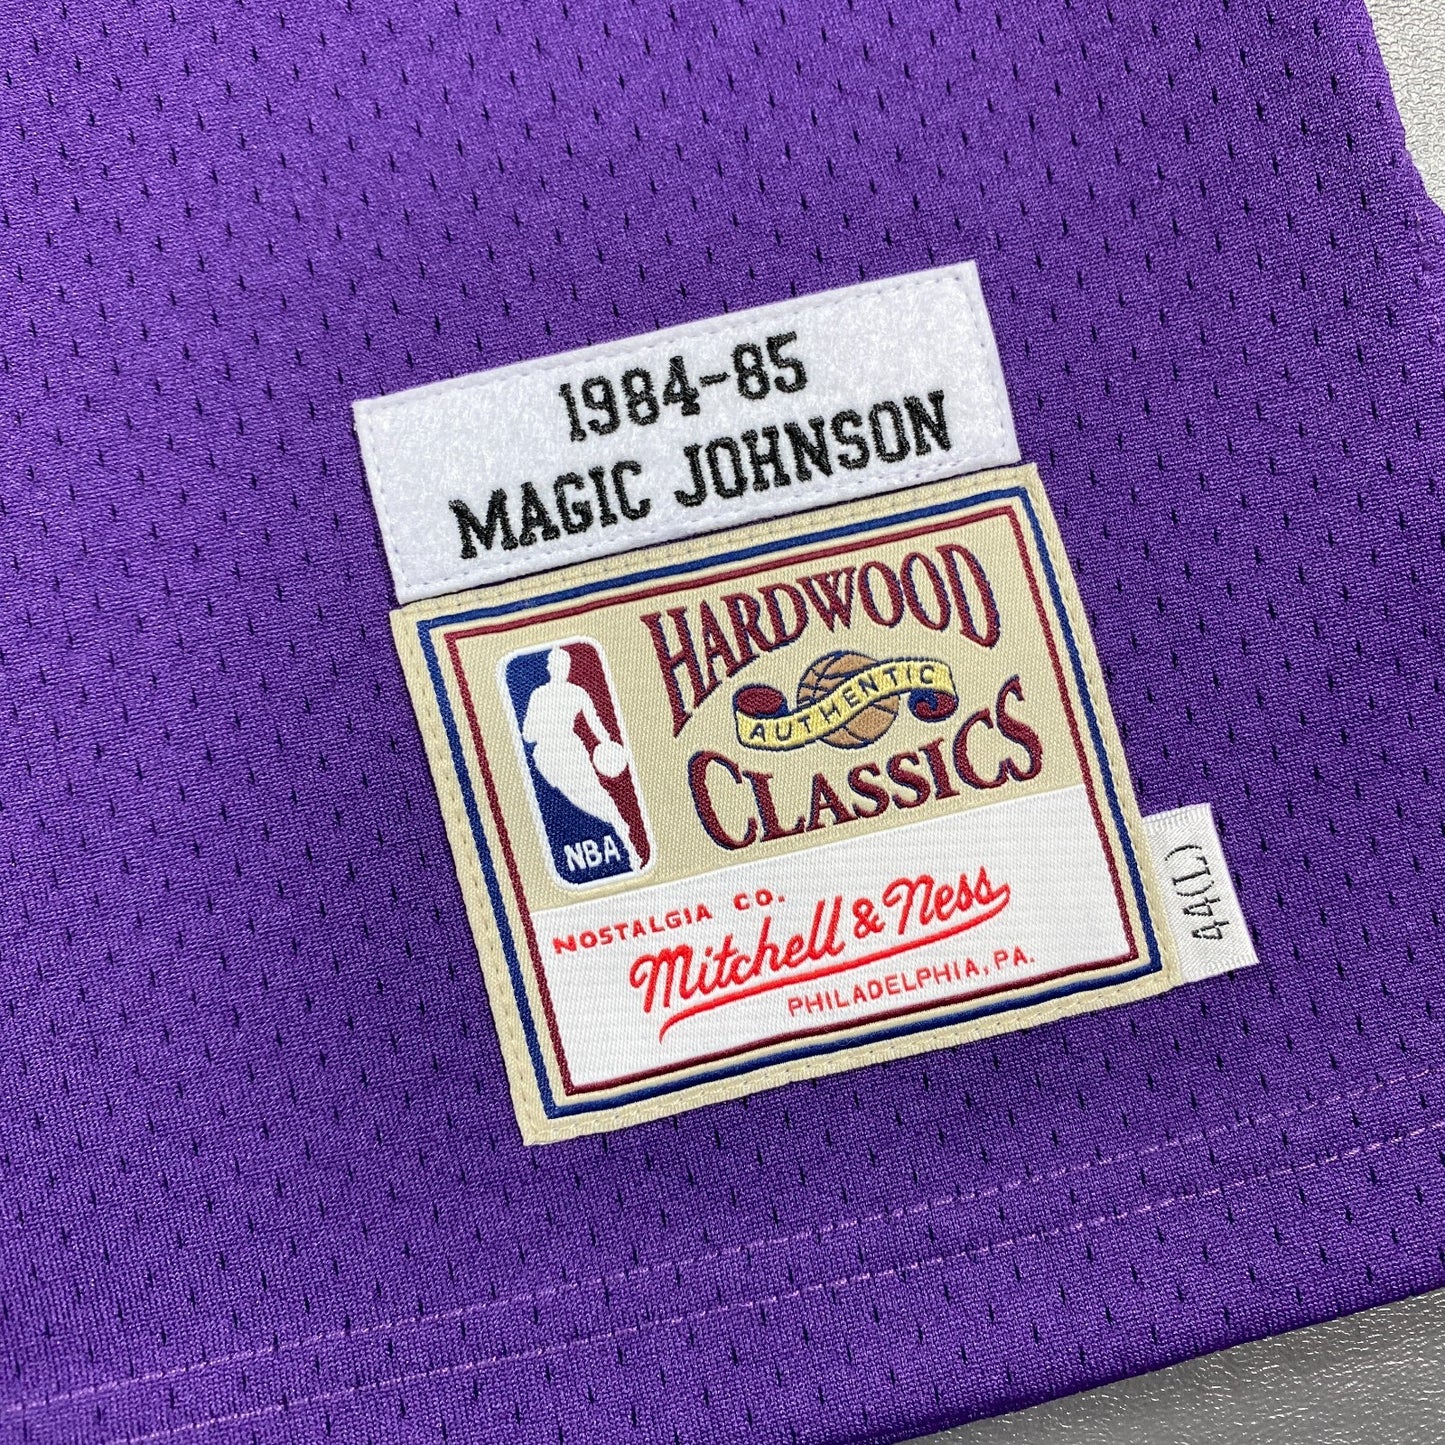 1984-85
MAGIC JOHNSON
HARDWOOD
AUTHENTIC
CLASSICS
NBA
NOSTALGIA CO.
Mitchell & Ness
PHILADELPHIA, PA.
44(L)